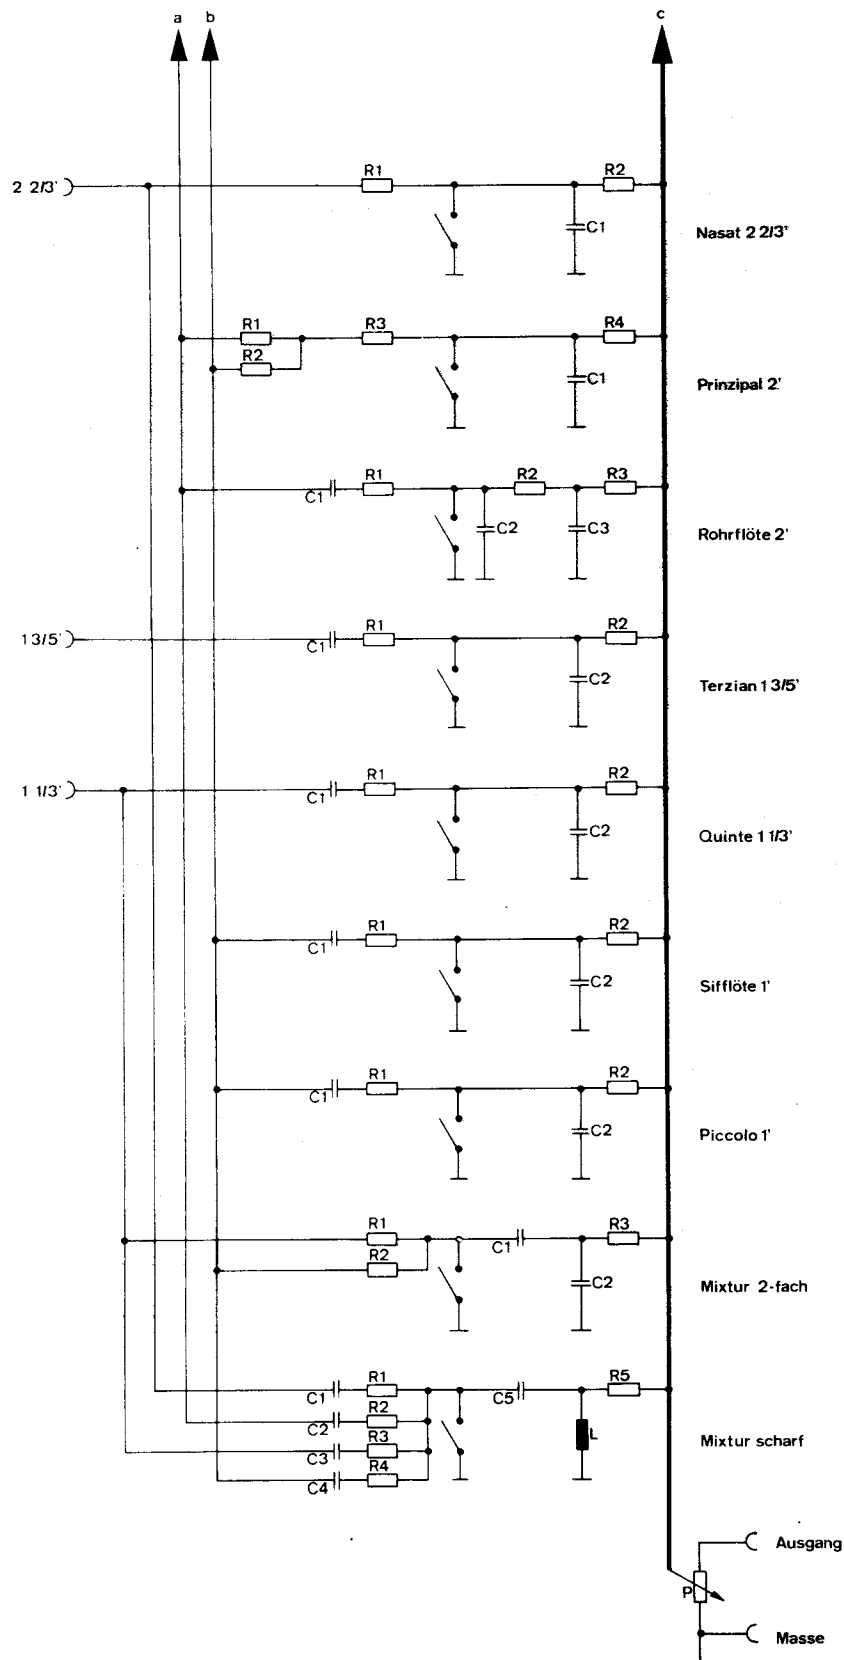 a b c
2 2/3' R1 R2
C1
Nasat 2 2/3'
R1 R3 R4
R2
C1
Prinzipal 2'
C1 R1 R2 R3
C2 C3
Rohrflöte 2'
1 3/5' C1 R1 R2
C2
Terzian 1 3/5'
1 1/3' C1 R1 R2
C2
Quinte 1 1/3'
C1 R1 R2
C2
Sifflöte 1'
C1 R1 R2
C2
Piccolo 1'
R1 C1 R3
R2
C2
Mixtur 2-fach
C1 R1 C5 R5
C2 R2
L
Mixtur scharf
C3 R3
C4 R4
Ausgang
P
Masse